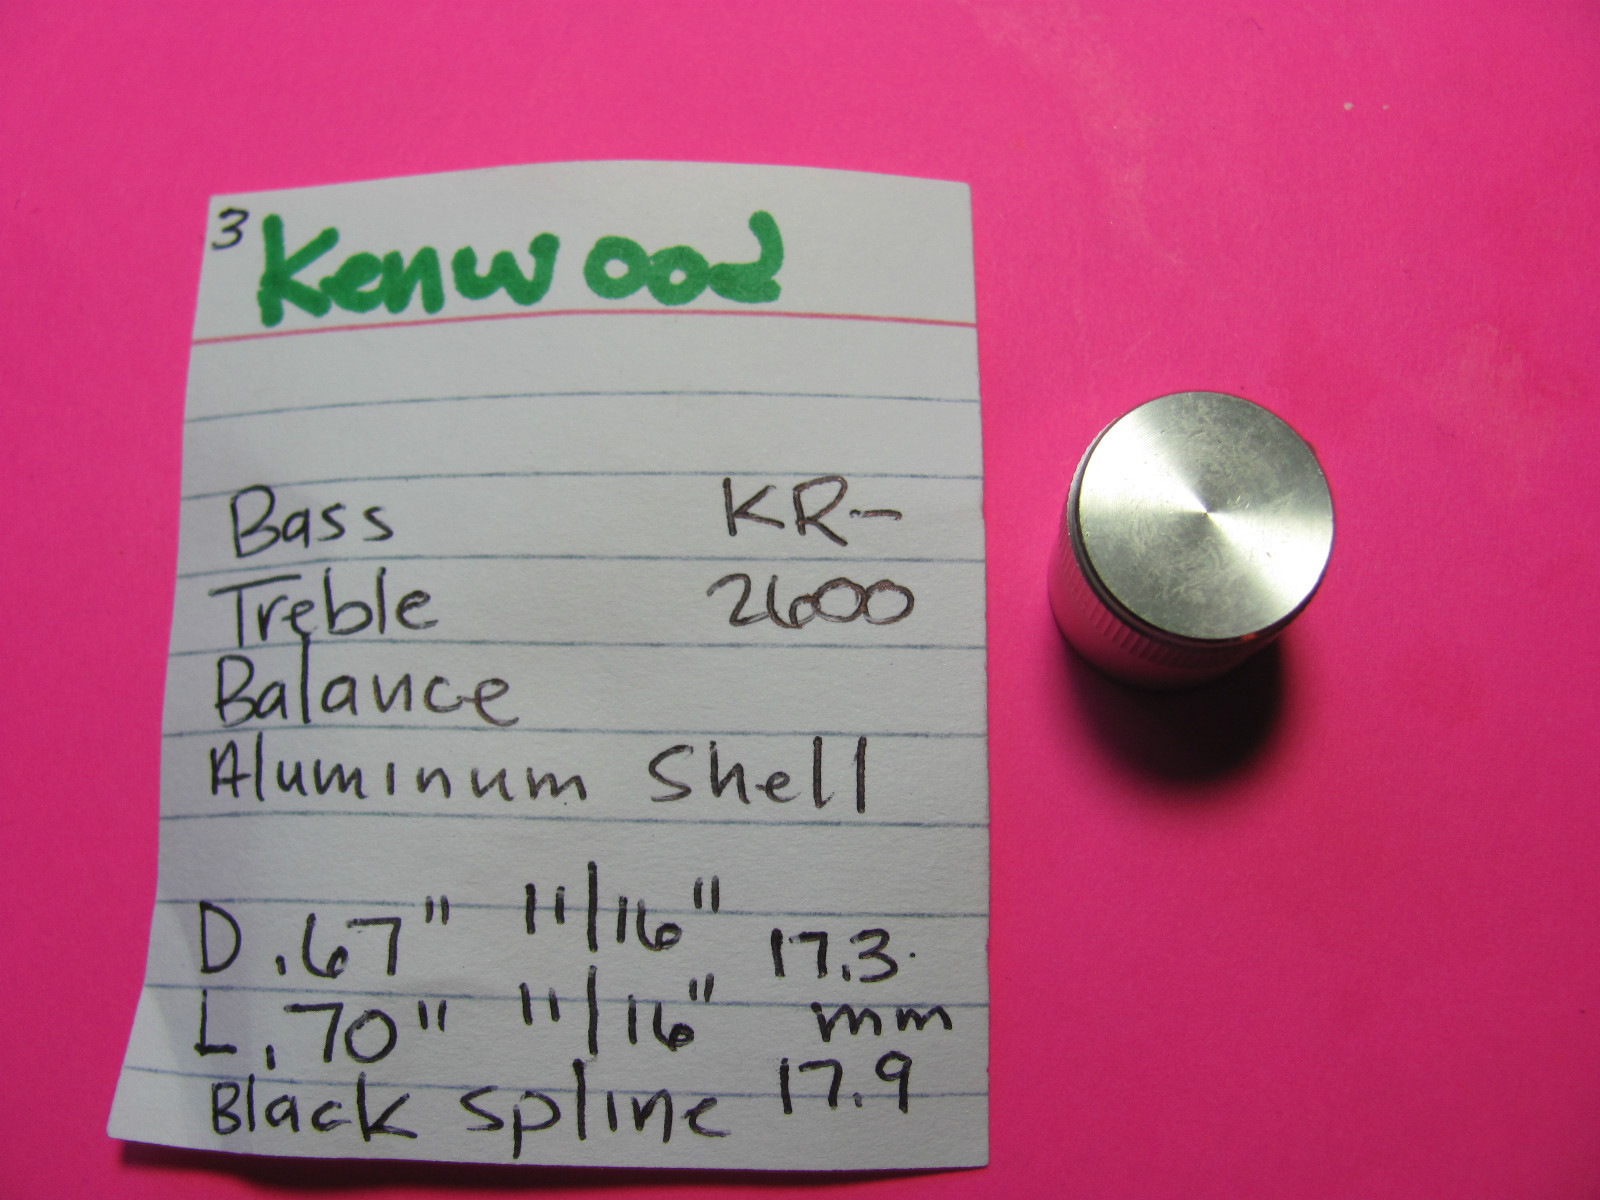 3 Kenwood
Bass KR-
Treble 2600
Balance
Aluminum Shell
D .67" 11/16" 17.3
L .70" 11/16" mm
Black spline 17.9